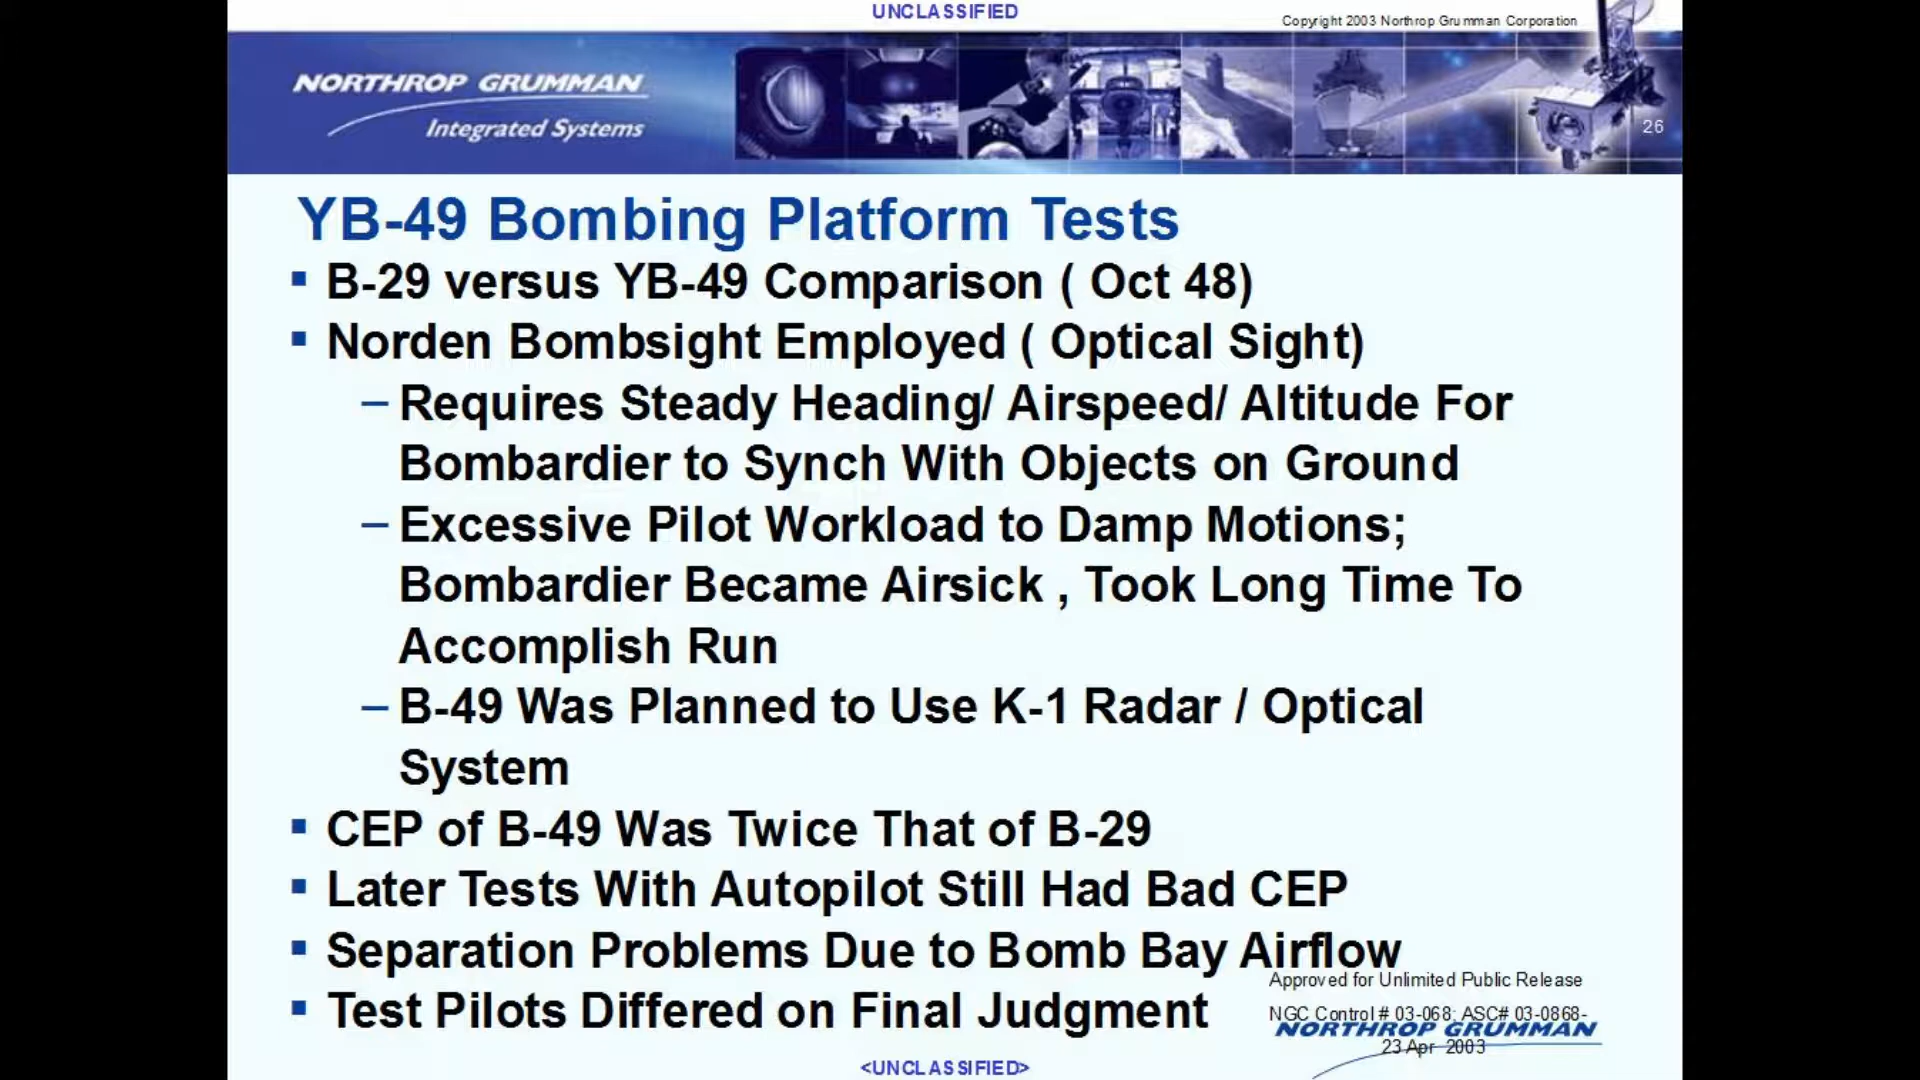 UNCLASSIFIED
Copyright 2003 Northrop Grumman Corporation
NORTHROP GRUMMAN
Integrated Systems
26
YB-49 Bombing Platform Tests
▪ B-29 versus YB-49 Comparison ( Oct 48)
▪ Norden Bombsight Employed ( Optical Sight)
– Requires Steady Heading/ Airspeed/ Altitude For
Bombardier to Synch With Objects on Ground
– Excessive Pilot Workload to Damp Motions;
Bombardier Became Airsick , Took Long Time To
Accomplish Run
– B-49 Was Planned to Use K-1 Radar / Optical
System
▪ CEP of B-49 Was Twice That of B-29
▪ Later Tests With Autopilot Still Had Bad CEP
▪ Separation Problems Due to Bomb Bay Airflow
▪ Test Pilots Differed on Final Judgment
Approved for Unlimited Public Release
NGC Control # 03-068; ASC# 03-0868-
NORTHROP GRUMMAN
23 Apr 2003
<UNCLASSIFIED>